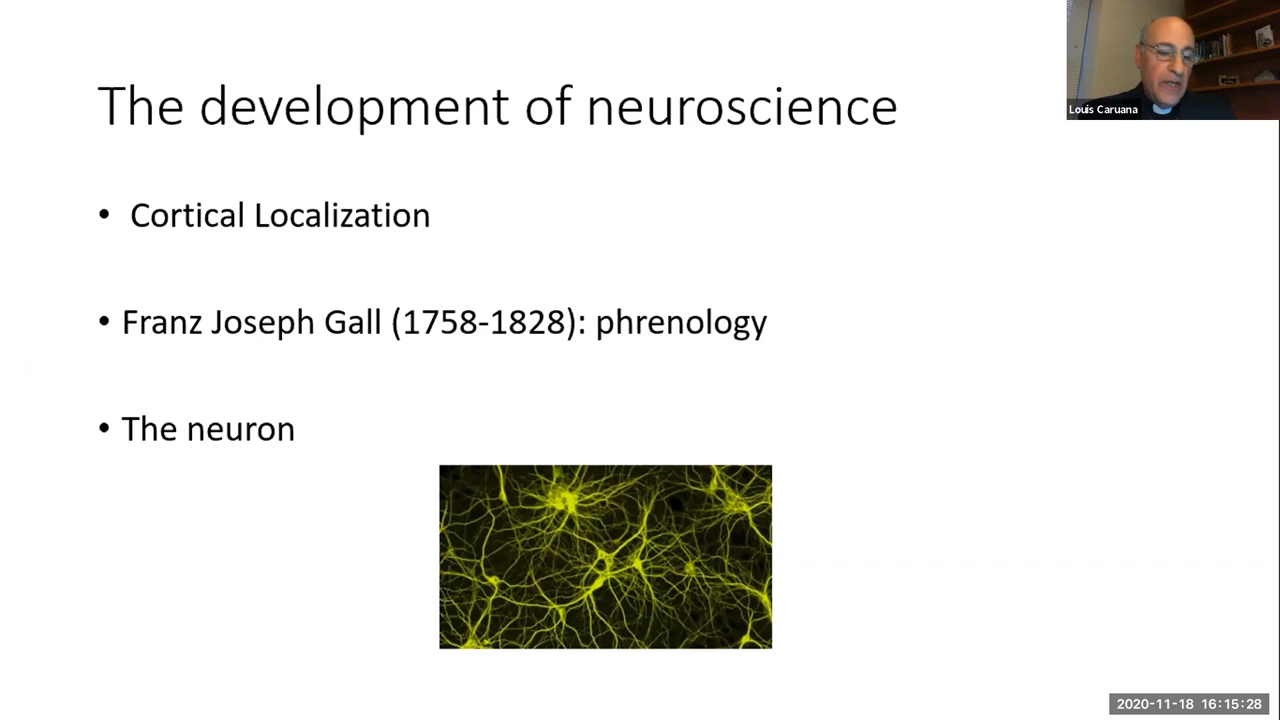 The development of neuroscience
Louis Caruana
• Cortical Localization
• Franz Joseph Gall (1758-1828): phrenology
• The neuron
2020-11-18 16:15:28